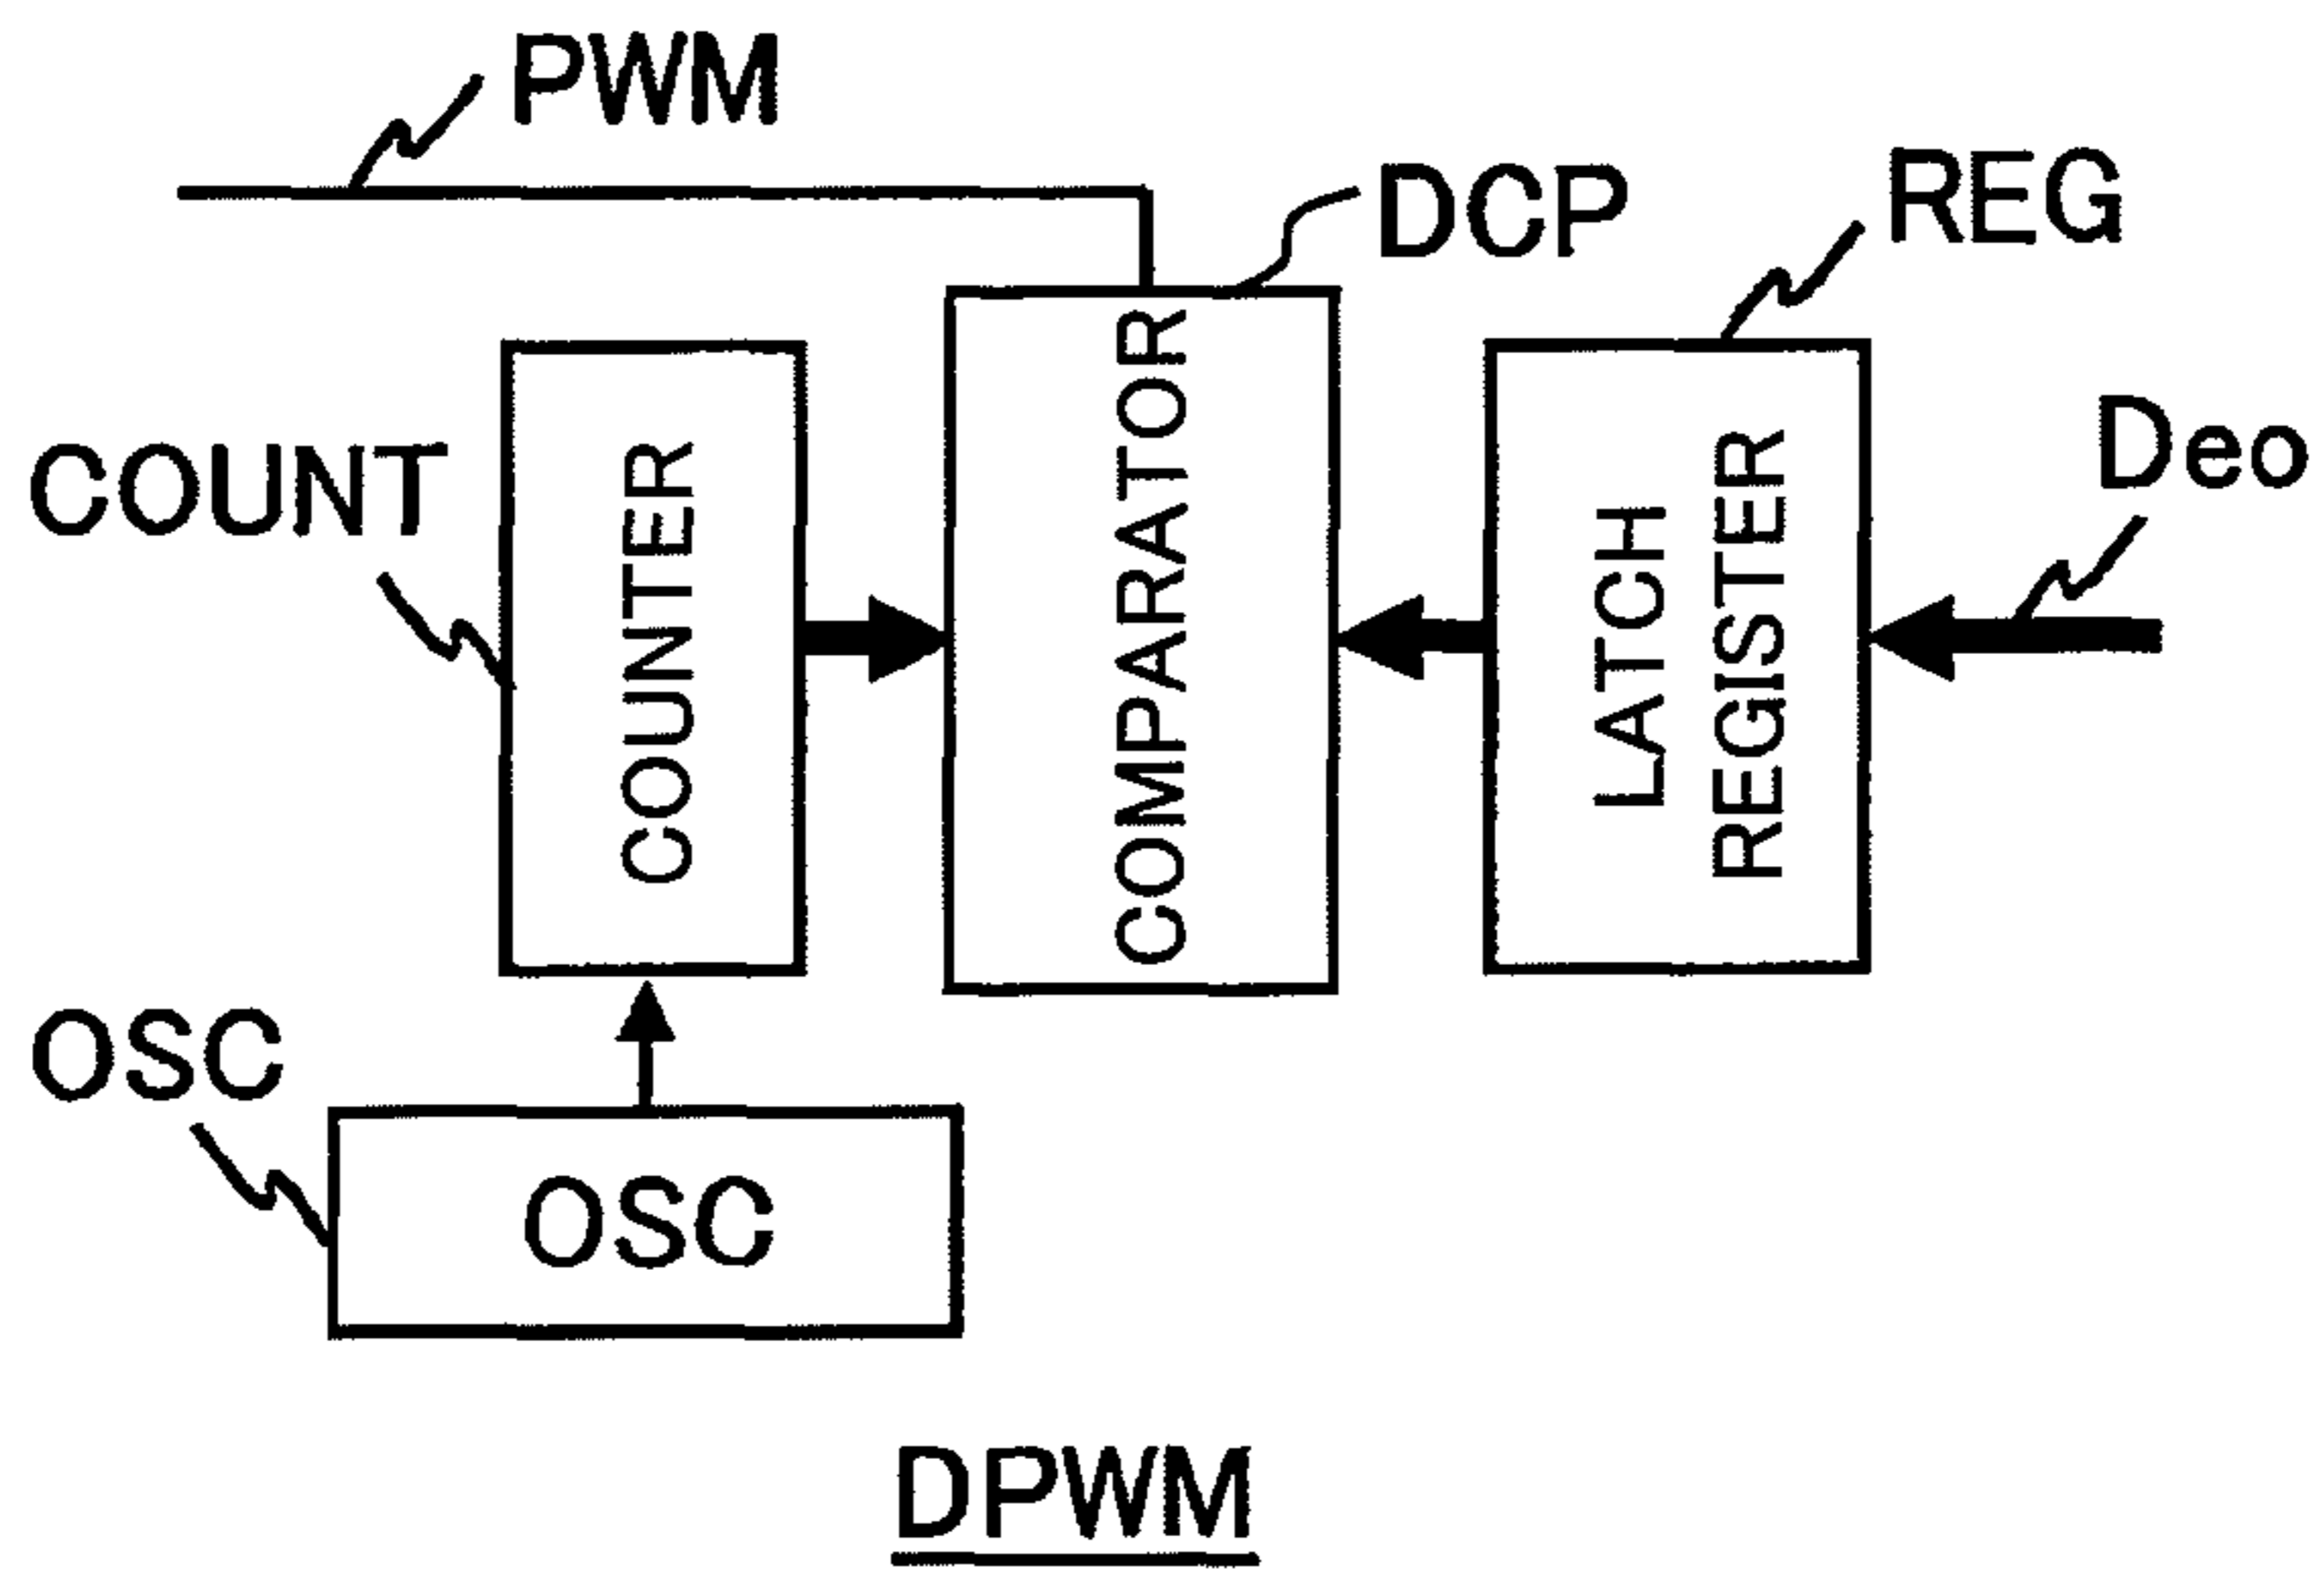 PWM
DCP
REG
COUNT
COUNTER
COMPARATOR
LATCH
REGISTER
Deo
OSC
OSC
DPWM